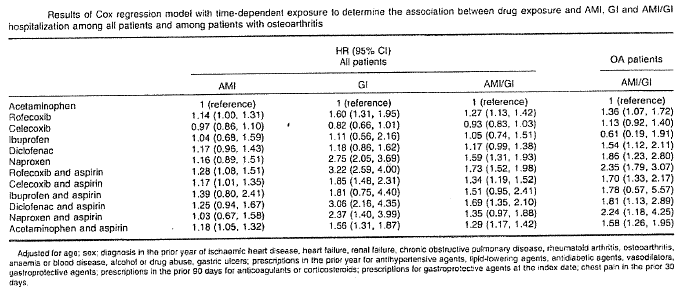 Results of Cox regression model with time-dependent exposure to determine the association between drug exposure and AMI, GI and AMI/GI
hospitalization among all patients and among patients with osteoarthritis
HR (95% CI)
All patients OA patients
AMI GI AMI/GI AMI/GI
Acetaminophen 1 (reference) 1 (reference) 1 (reference) 1 (reference)
Rofecoxib 1.14 (1.00, 1.31) 1.60 (1.31, 1.95) 1.27 (1.13, 1.42) 1.36 (1.07, 1.72)
Celecoxib 0.97 (0.86, 1.10) 0.82 (0.66, 1.01) 0.93 (0.83, 1.03) 1.13 (0.92, 1.40)
Ibuprofen 1.04 (0.68, 1.59) 1.11 (0.56, 2.16) 1.05 (0.74, 1.51) 0.61 (0.19, 1.91)
Diclofenac 1.17 (0.96, 1.43) 1.18 (0.86, 1.62) 1.17 (0.99, 1.38) 1.54 (1.12, 2.11)
Naproxen 1.16 (0.89, 1.51) 2.75 (2.05, 3.69) 1.59 (1.31, 1.93) 1.86 (1.23, 2.80)
Rofecoxib and aspirin 1.28 (1.08, 1.51) 3.22 (2.59, 4.00) 1.73 (1.52, 1.98) 2.35 (1.79, 3.07)
Celecoxib and aspirin 1.17 (1.01, 1.35) 1.85 (1.48, 2.31) 1.34 (1.19, 1.52) 1.70 (1.33, 2.17)
Ibuprofen and aspirin 1.39 (0.80, 2.41) 1.81 (0.75, 4.40) 1.51 (0.95, 2.41) 1.78 (0.57, 5.57)
Diclofenac and aspirin 1.25 (0.94, 1.67) 3.06 (2.16, 4.35) 1.69 (1.35, 2.10) 1.81 (1.13, 2.89)
Naproxen and aspirin 1.03 (0.67, 1.58) 2.37 (1.40, 3.99) 1.35 (0.97, 1.88) 2.24 (1.18, 4.25)
Acetaminophen and aspirin 1.18 (1.05, 1.32) 1.56 (1.31, 1.87) 1.29 (1.17, 1.42) 1.58 (1.26, 1.95)
Adjusted for age; sex; diagnosis in the prior year of ischaemic heart disease, heart failure, renal failure, chronic obstructive pulmonary disease, rheumatoid arthritis, osteoarthritis,
anaemia or blood disease, alcohol or drug abuse, gastric ulcers; prescriptions in the prior year for antihypertensive agents, lipid-lowering agents, antidiabetic agents, vasodilators,
gastroprotective agents; prescriptions in the prior 90 days for anticoagulants or corticosteroids; prescriptions for gastroprotective agents at the index date; chest pain in the prior 30
days.